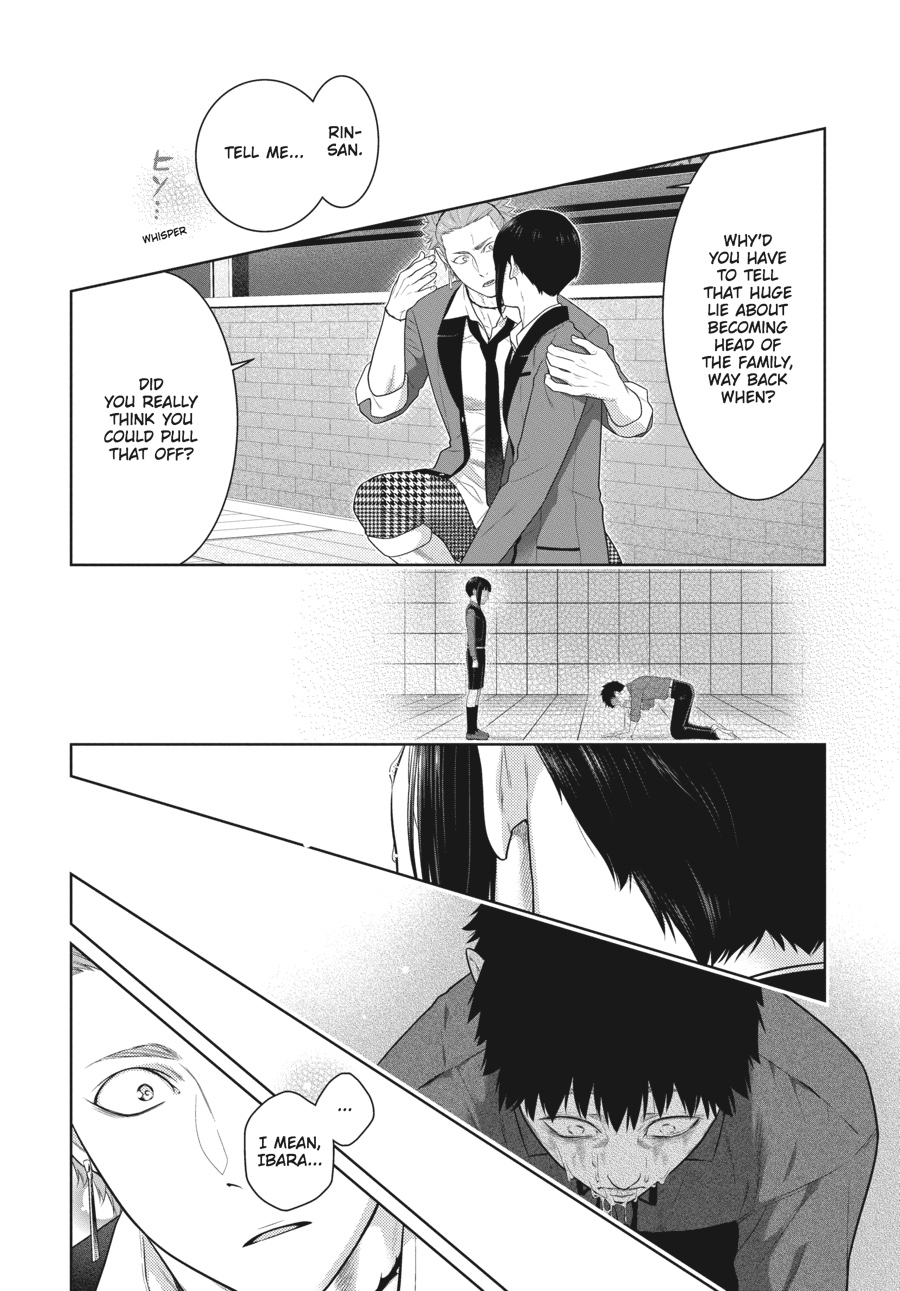 RIN-
SAN.
TELL ME...
ヒソ...
WHISPER
WHY'D
YOU HAVE
TO TELL
THAT HUGE
LIE ABOUT
BECOMING
HEAD OF
THE FAMILY,
WAY BACK
WHEN?
DID
YOU REALLY
THINK YOU
COULD PULL
THAT OFF?
...
I MEAN,
IBARA...